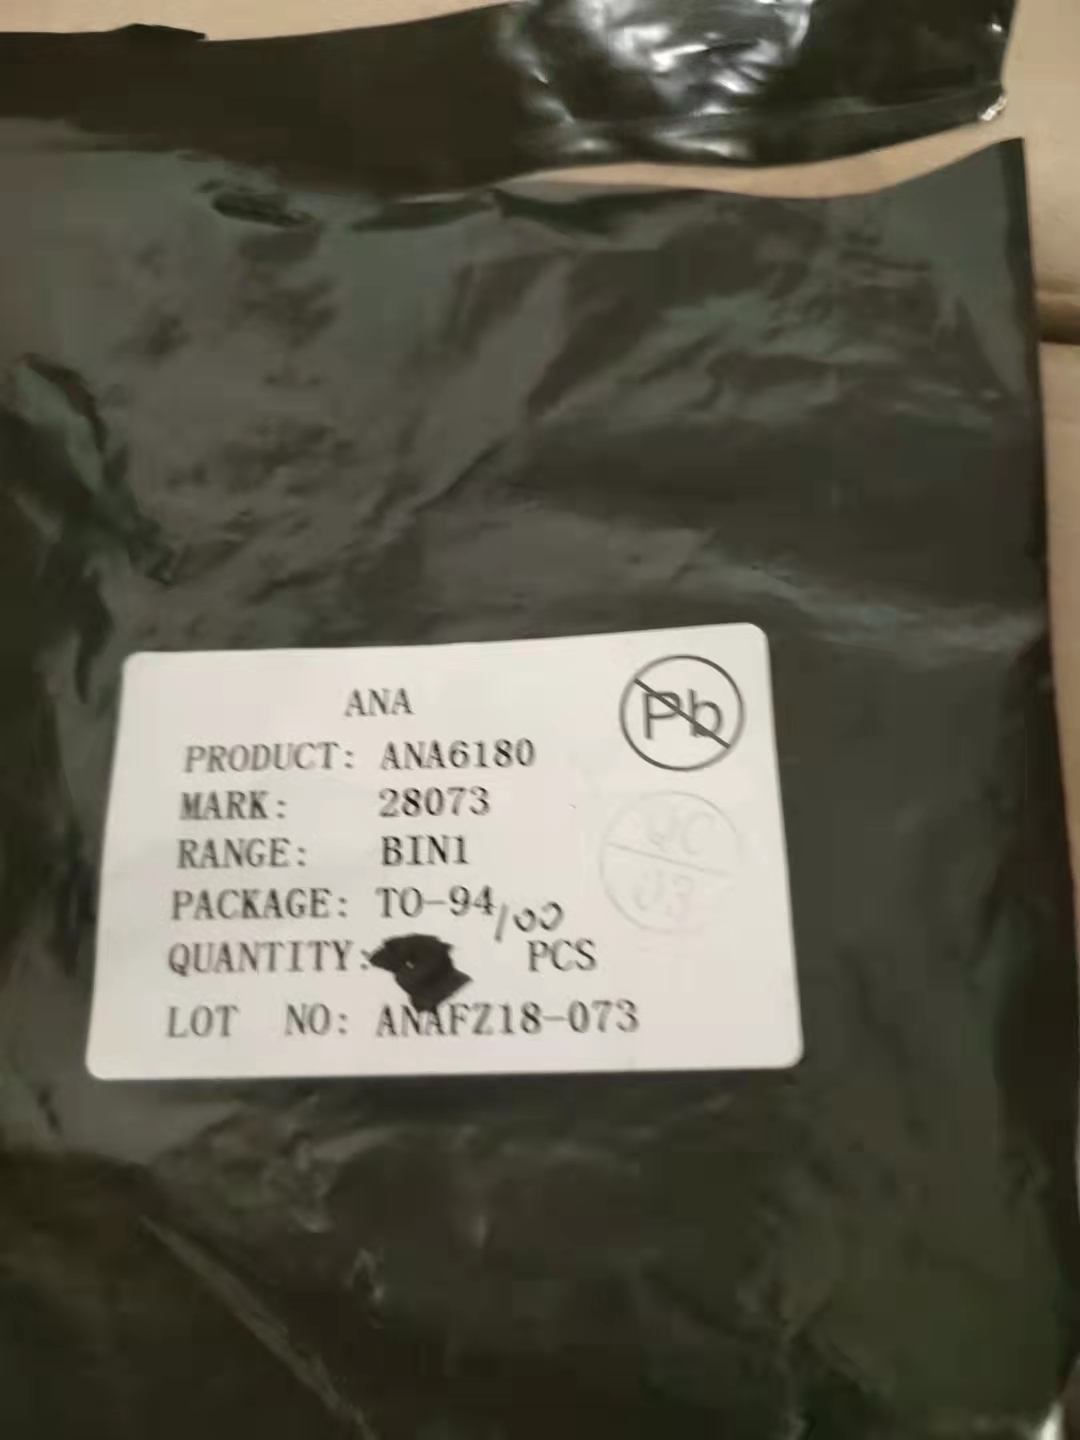 ANA
Pb
PRODUCT: ANA6180
MARK: 28073
RANGE: BIN1
QC
03
PACKAGE: TO-94
100
QUANTITY: PCS
LOT NO: ANAFZ18-073